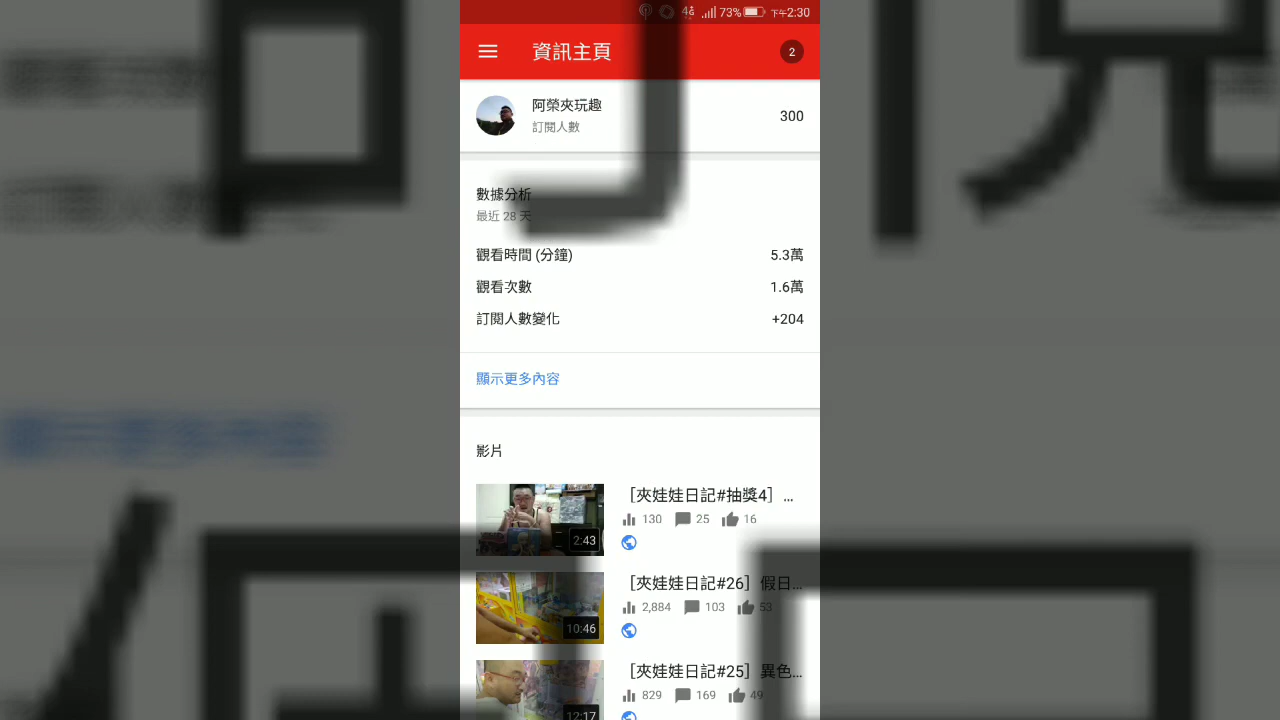 4G 73% 下午2:30
資訊主頁
2
阿榮夾玩趣
訂閱人數
300
數據分析
最近 28 天
觀看時間 (分鐘) 5.3萬
觀看次數 1.6萬
訂閱人數變化 +204
顯示更多內容
影片
[夾娃娃日記#抽獎4] ...
130 25 16
2:43
[夾娃娃日記#26] 假日...
2,884 103 53
10:46
[夾娃娃日記#25] 異色...
829 169 49
12:17